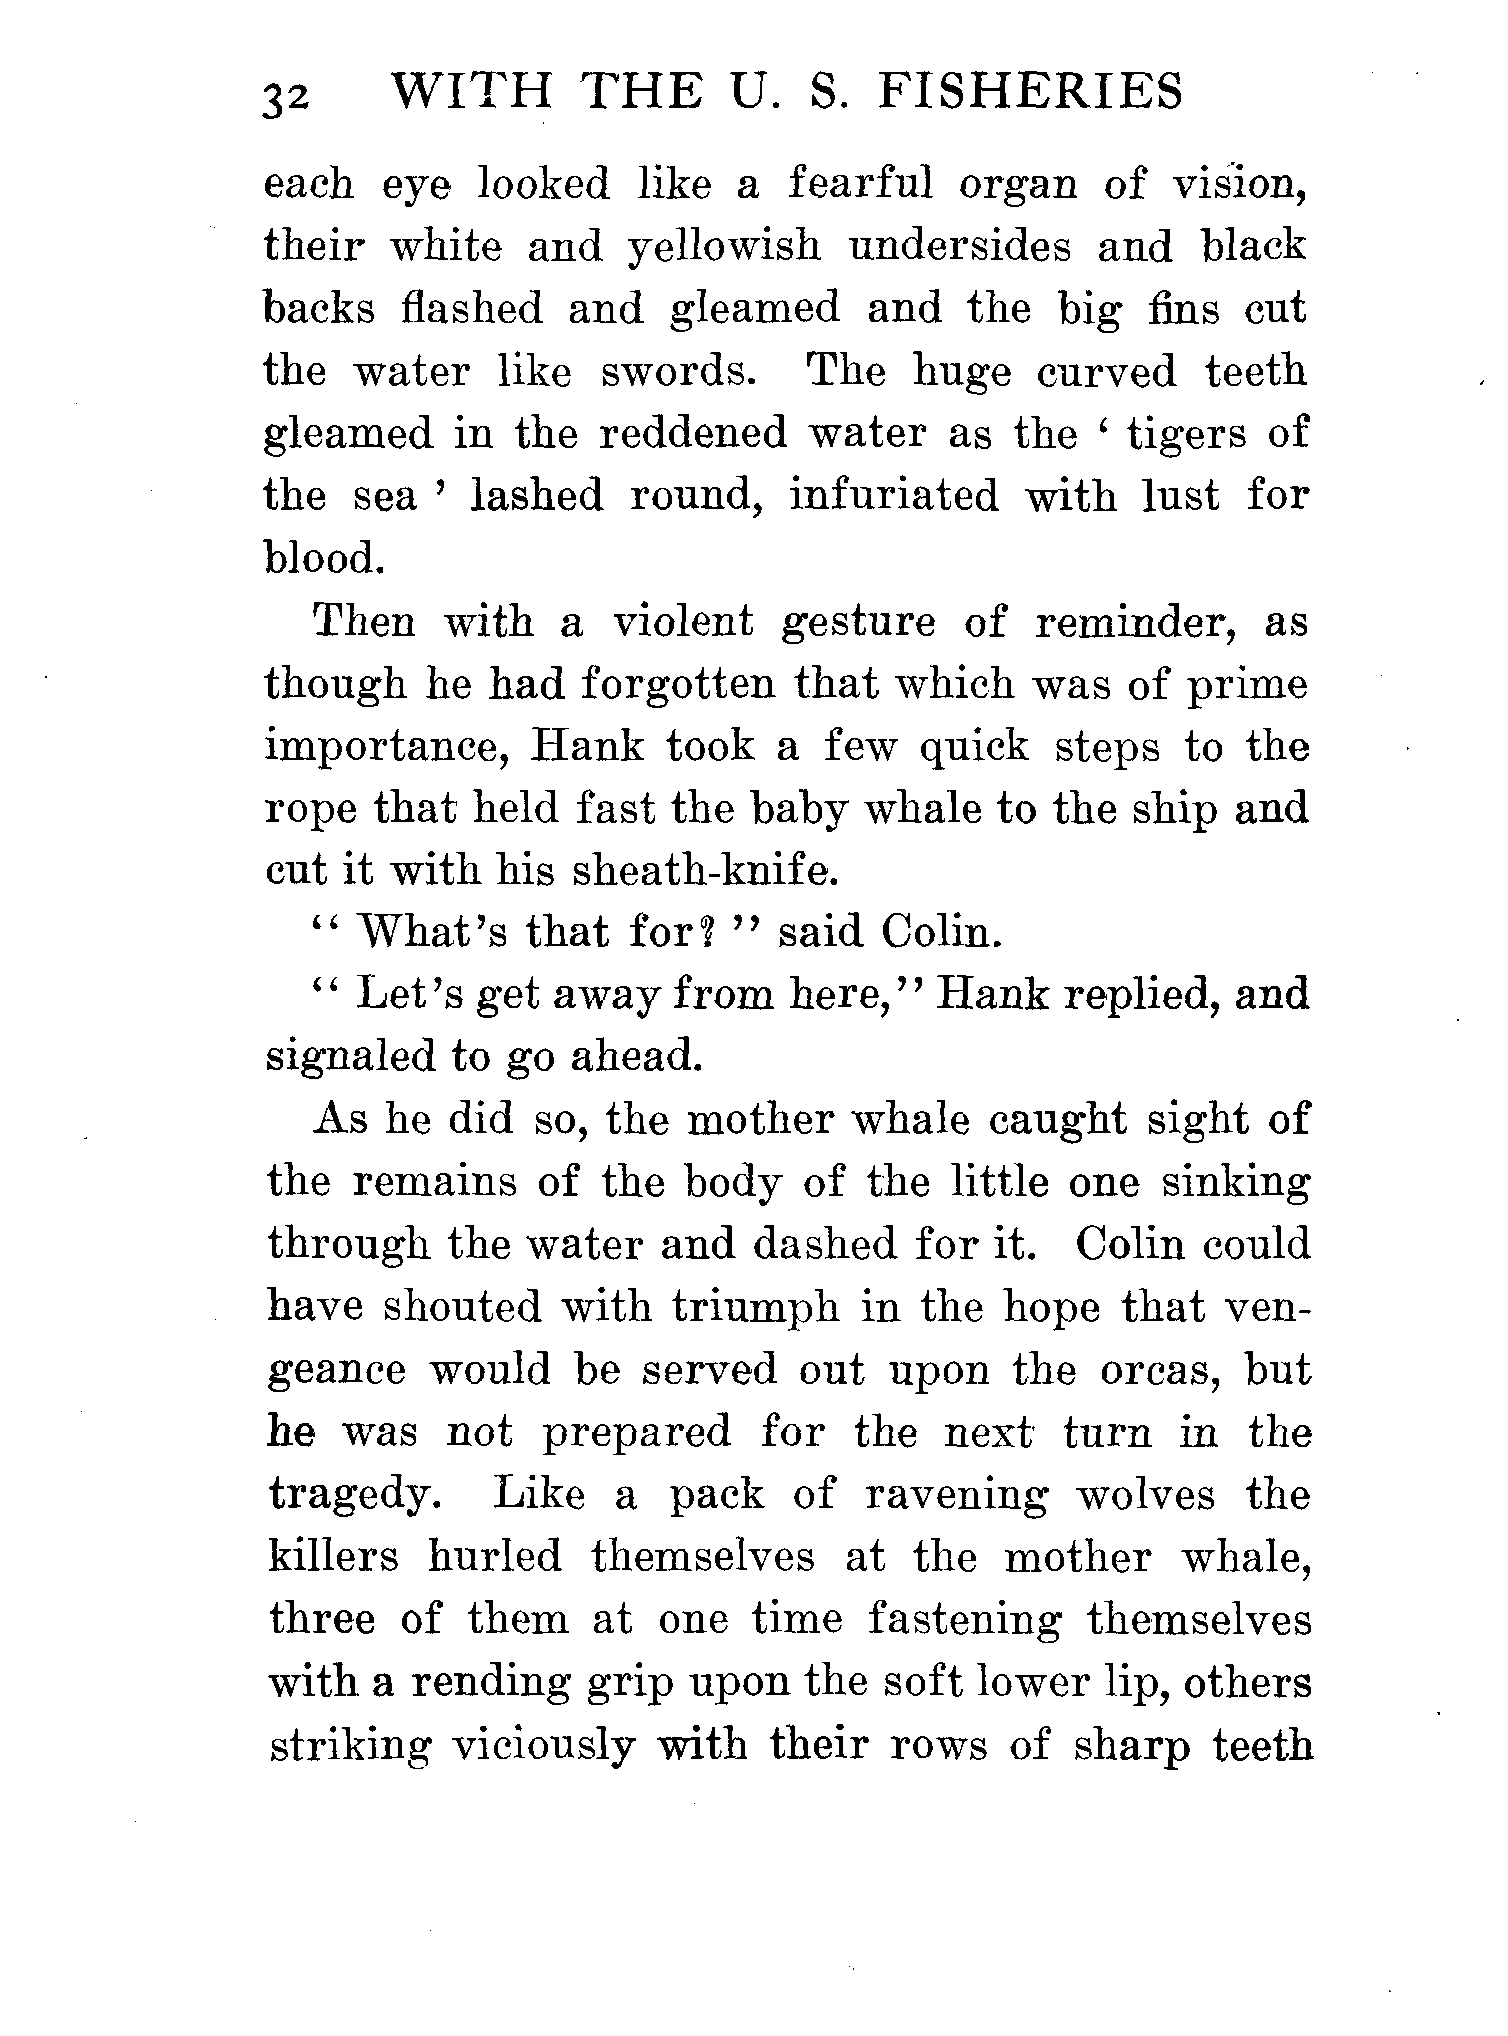 32 WITH THE U. S. FISHERIES
each eye looked like a fearful organ of vision,
their white and yellowish undersides and black
backs flashed and gleamed and the big fins cut
the water like swords. The huge curved teeth
gleamed in the reddened water as the ‘ tigers of
the sea ’ lashed round, infuriated with lust for
blood.
Then with a violent gesture of reminder, as
though he had forgotten that which was of prime
importance, Hank took a few quick steps to the
rope that held fast the baby whale to the ship and
cut it with his sheath-knife.
“ What’s that for? ” said Colin.
“ Let’s get away from here,” Hank replied, and
signaled to go ahead.
As he did so, the mother whale caught sight of
the remains of the body of the little one sinking
through the water and dashed for it. Colin could
have shouted with triumph in the hope that ven-
geance would be served out upon the orcas, but
he was not prepared for the next turn in the
tragedy. Like a pack of ravening wolves the
killers hurled themselves at the mother whale,
three of them at one time fastening themselves
with a rending grip upon the soft lower lip, others
striking viciously with their rows of sharp teeth